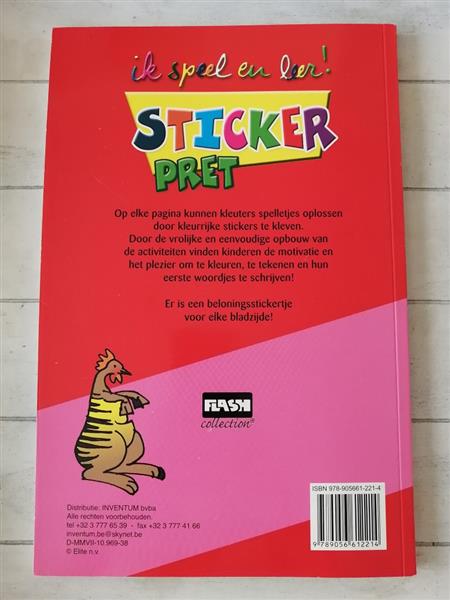 ik speel en leer!
STICKER
PRET
Op elke pagina kunnen kleuters spelletjes oplossen
door kleurrijke stickers te kleven.
Door de vrolijke en eenvoudige opbouw van
de activiteiten vinden kinderen de motivatie en
het plezier om te kleuren, te tekenen en hun
eerste woordjes te schrijven!
Er is een beloningsstickertje
voor elke bladzijde!
FLASH
collection®
ISBN 978-905661-221-4
9789056612214
Distributie: INVENTUM bvba
Alle rechten voorbehouden.
tel +32 3 777 65 39 - fax +32 3 777 41 66
inventum.be@skynet.be
D-MMVII-10.969-38
© Elite n.v.